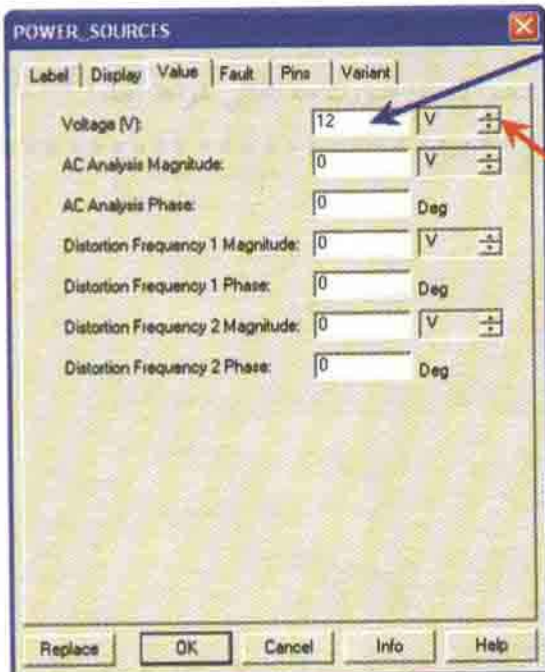 POWER_SOURCES
Label Display Value Fault Pins Variant
Voltage (V): 12 V
AC Analysis Magnitude: 0 V
AC Analysis Phase: 0 Deg
Distortion Frequency 1 Magnitude: 0 V
Distortion Frequency 1 Phase: 0 Deg
Distortion Frequency 2 Magnitude: 0 V
Distortion Frequency 2 Phase: 0 Deg
Replace OK Cancel Info Help